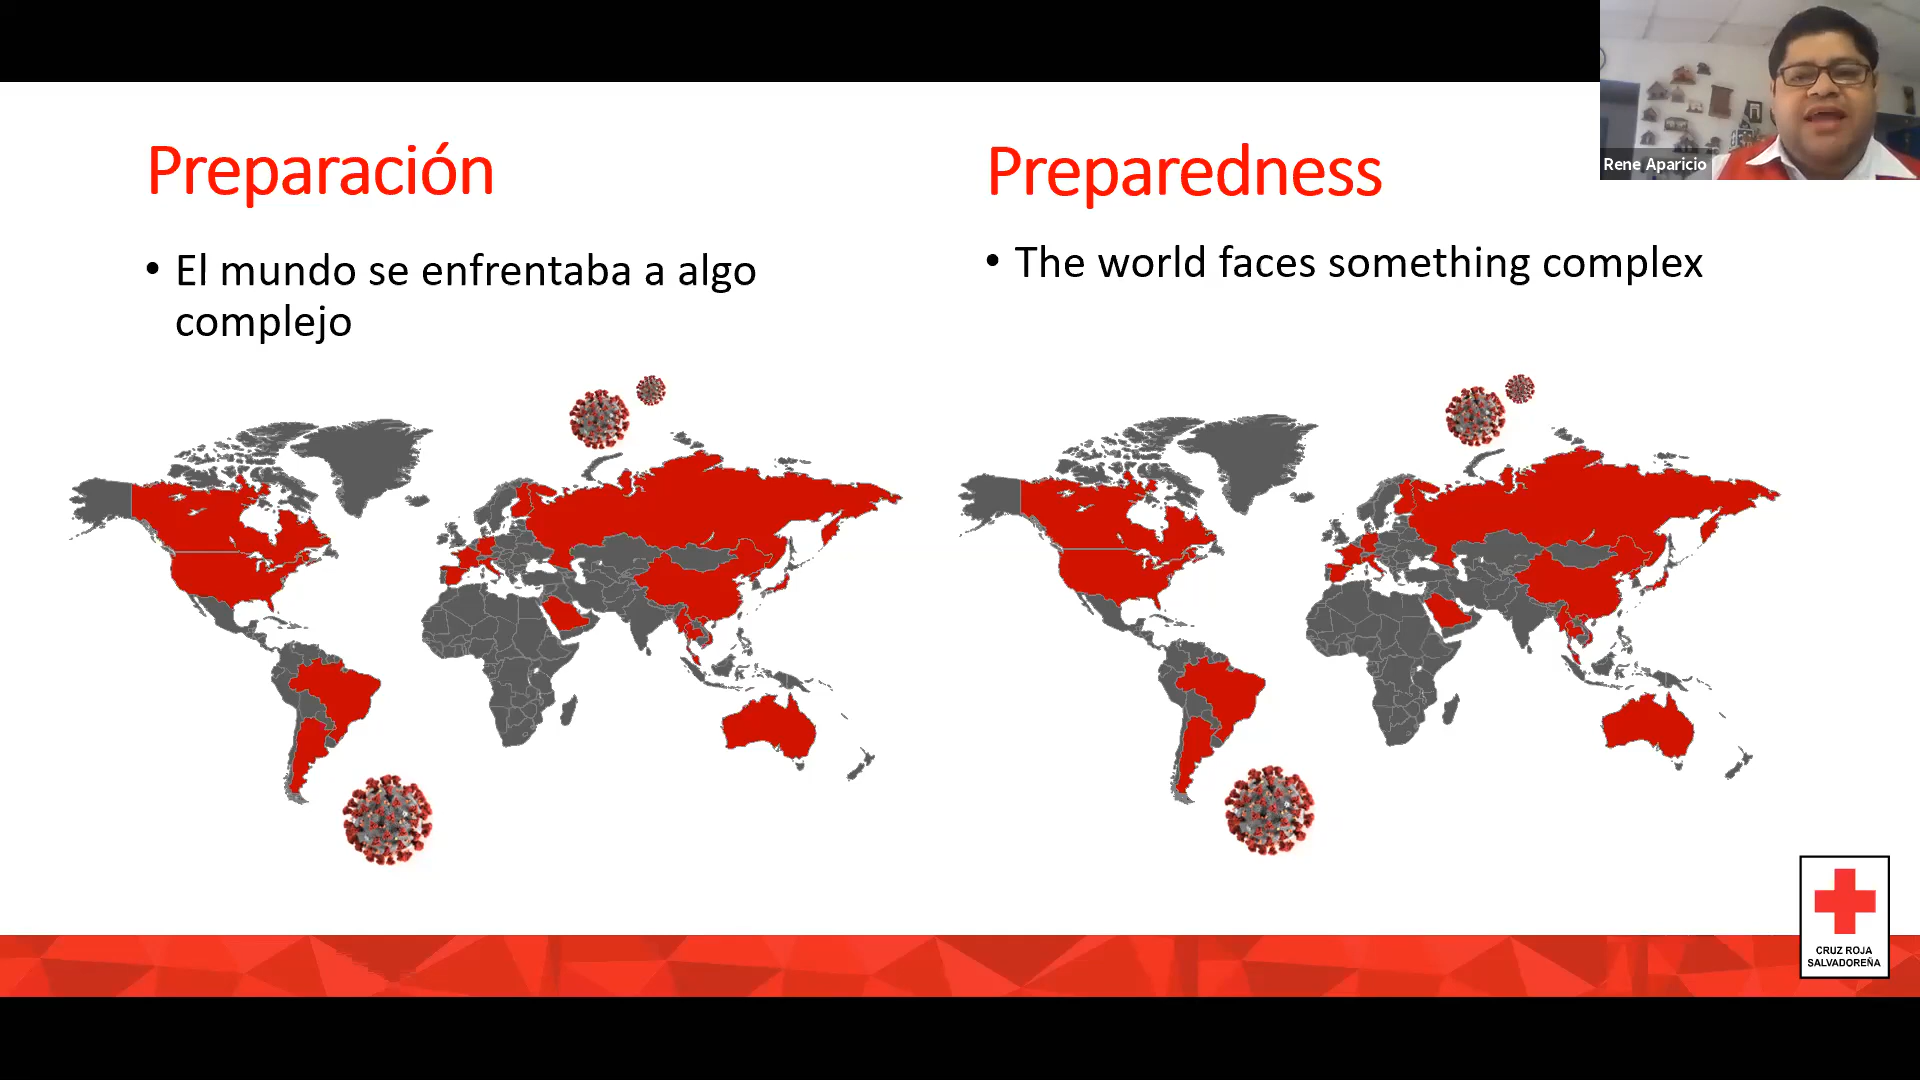 Preparación
• El mundo se enfrentaba a algo
complejo
Preparedness
• The world faces something complex
Rene Aparicio
CRUZ ROJA
SALVADOREÑA